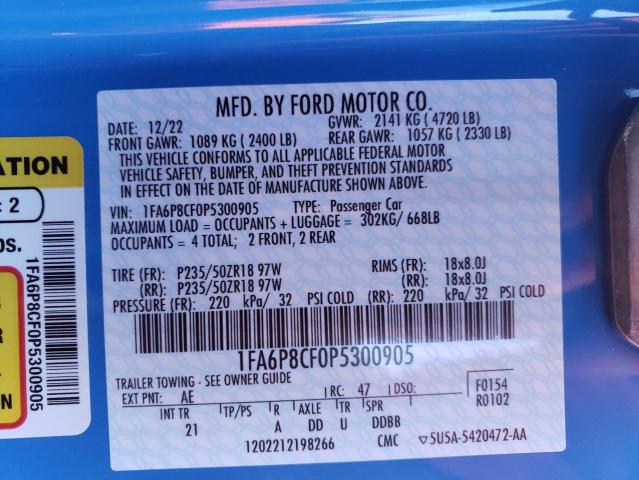 ATION
: 2
bs.
S
R
S
N
1FA6P8CF0P5300905
MFD. BY FORD MOTOR CO.
DATE: 12/22 GVWR: 2141 KG ( 4720 LB)
FRONT GAWR: 1089 KG ( 2400 LB) REAR GAWR: 1057 KG ( 2330 LB)
THIS VEHICLE CONFORMS TO ALL APPLICABLE FEDERAL MOTOR
VEHICLE SAFETY, BUMPER, AND THEFT PREVENTION STANDARDS
IN EFFECT ON THE DATE OF MANUFACTURE SHOWN ABOVE.
VIN: 1FA6P8CF0P5300905 TYPE: Passenger Car
MAXIMUM LOAD = OCCUPANTS + LUGGAGE = 302KG/ 668LB
OCCUPANTS = 4 TOTAL; 2 FRONT, 2 REAR
TIRE (FR): P235/50ZR18 97W RIMS (FR): 18x8.0J
(RR): P235/50ZR18 97W (RR): 18x8.0J
PRESSURE (FR): 220 kPa/ 32 PSI COLD (RR): 220 kPa/ 32 PSI COLD
1FA6P8CF0P5300905
TRAILER TOWING - SEE OWNER GUIDE
EXT PNT: AE RC: 47 DSO: F0154
R0102
INT TR TP/PS R AXLE TR SPR
21 A DD U DDBB
1202212198266 CMC ▽5U5A-5420472-AA